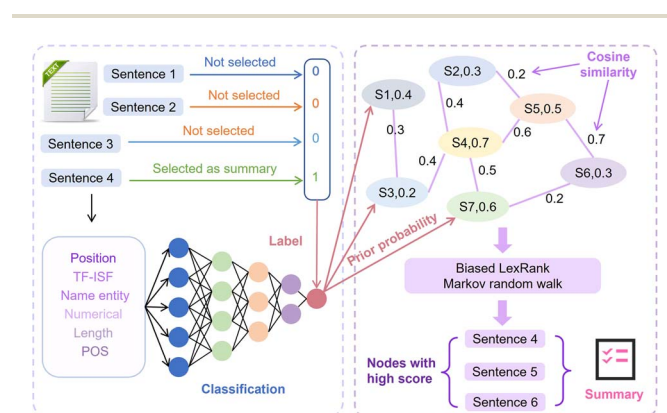 TEXT
Sentence 1
Not selected
0
Sentence 2
Not selected
0
Sentence 3
Not selected
0
Sentence 4
Selected as summary
1
Label
Position
TF-ISF
Name entity
Numerical
Length
POS
Classification
Prior probability
S1,0.4
S2,0.3
0.2
Cosine
similarity
S5,0.5
0.4
0.3
S4,0.7
0.6
0.7
0.4
0.5
S6,0.3
S3,0.2
S7,0.6
0.2
Biased LexRank
Markov random walk
Nodes with
high score
Sentence 4
Sentence 5
Sentence 6
Summary